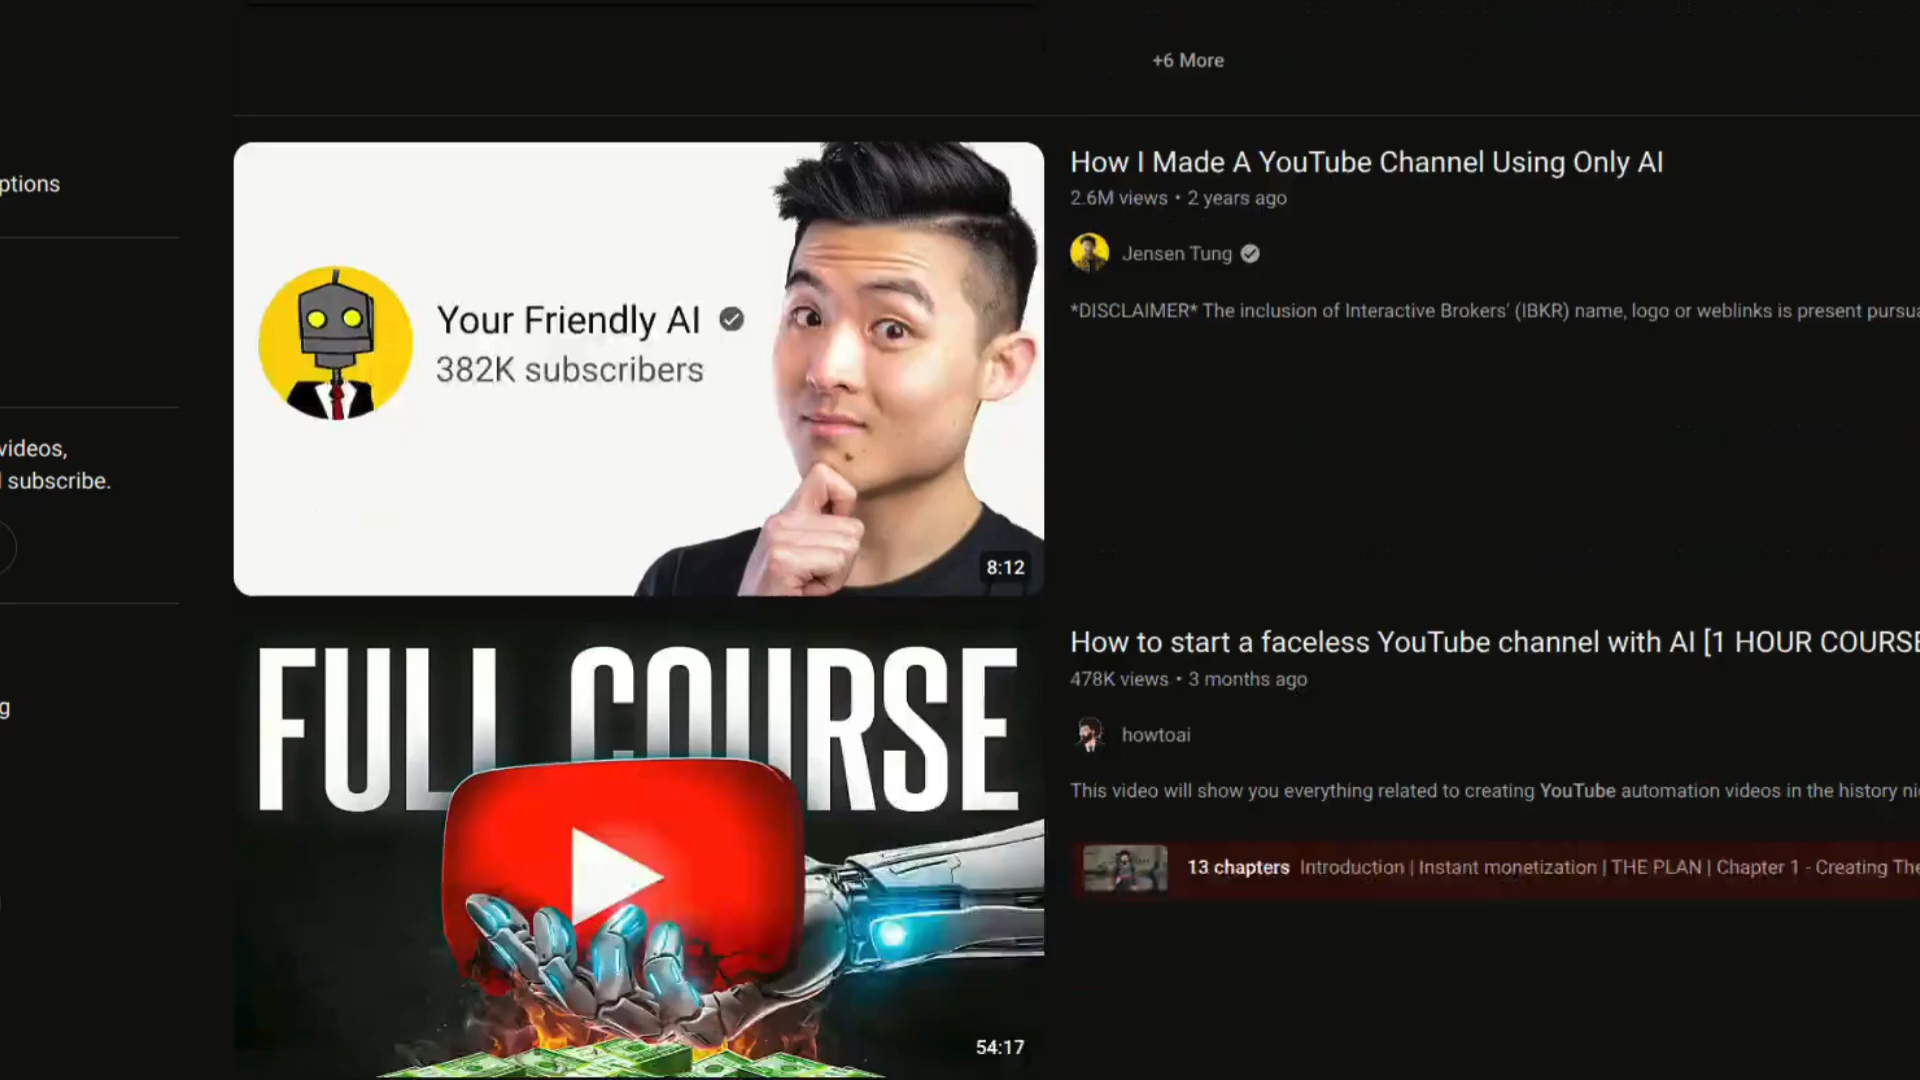 +6 More
ptions
videos,
subscribe.
g
Your Friendly AI
382K subscribers
8:12
How I Made A YouTube Channel Using Only AI
2.6M views • 2 years ago
Jensen Tung
*DISCLAIMER* The inclusion of Interactive Brokers' (IBKR) name, logo or weblinks is present pursua
FULL COURSE
54:17
How to start a faceless YouTube channel with AI [1 HOUR COURSE
478K views • 3 months ago
howtoai
This video will show you everything related to creating YouTube automation videos in the history ni
13 chapters Introduction | Instant monetization | THE PLAN | Chapter 1 - Creating The